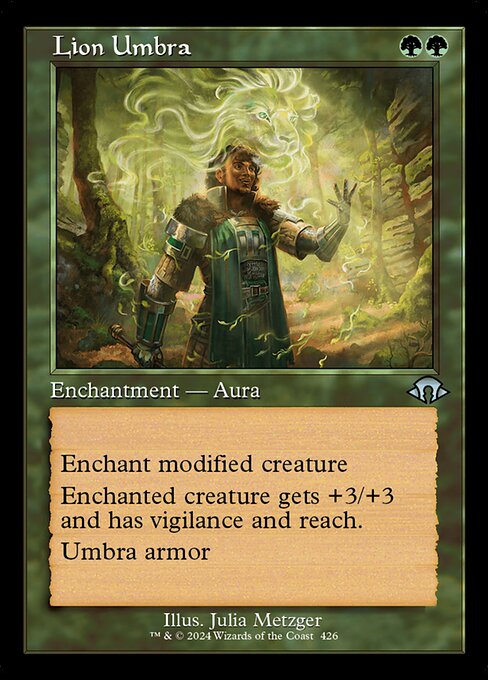 Lion Umbra
Enchantment — Aura
Enchant modified creature
Enchanted creature gets +3/+3
and has vigilance and reach.
Umbra armor
Illus. Julia Metzger
™ & © 2024 Wizards of the Coast 426